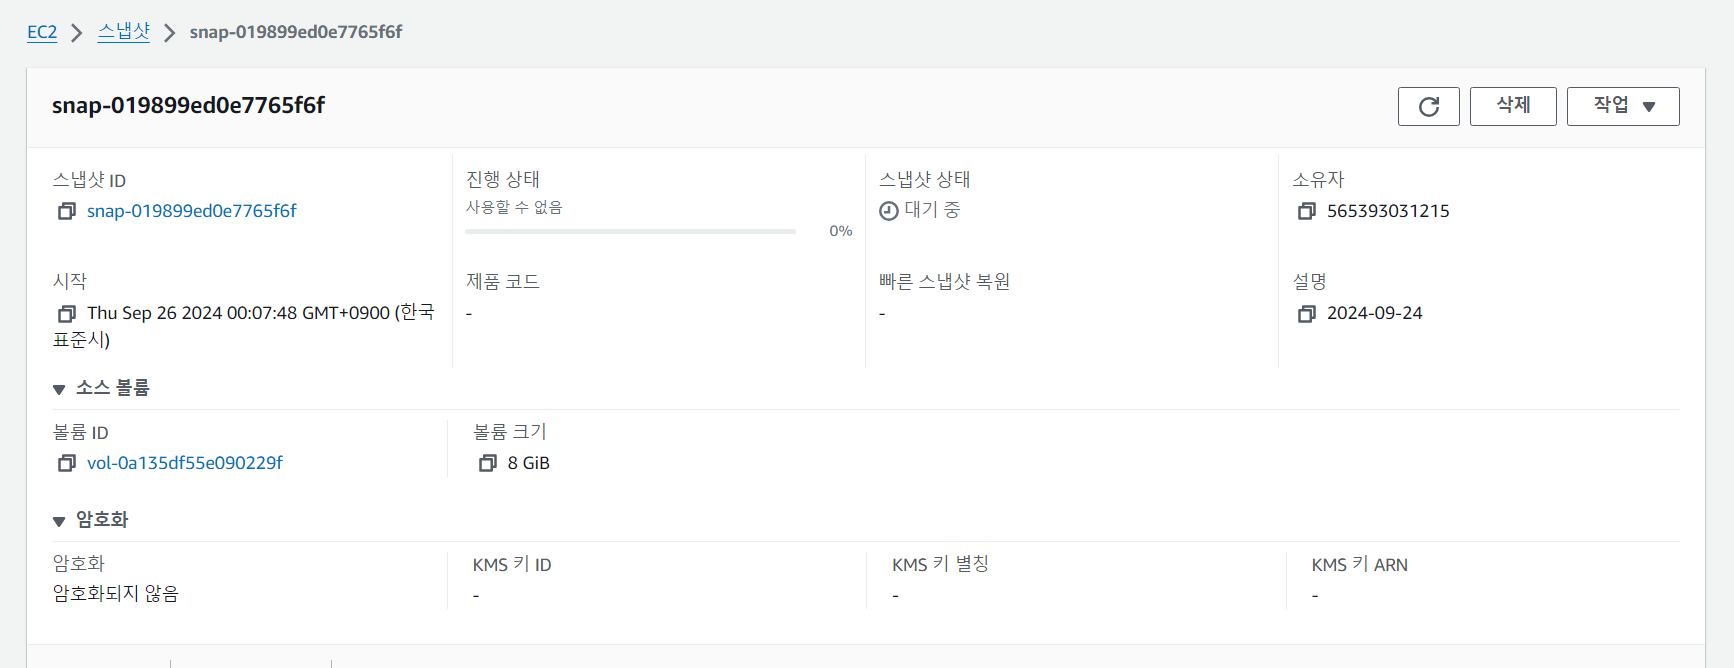 EC2 > 스냅샷 > snap-019899ed0e7765f6f
snap-019899ed0e7765f6f
삭제
작업
스냅샷 ID
snap-019899ed0e7765f6f
진행 상태
사용할 수 없음
0%
스냅샷 상태
대기 중
소유자
565393031215
시작
Thu Sep 26 2024 00:07:48 GMT+0900 (한국
표준시)
제품 코드
-
빠른 스냅샷 복원
-
설명
2024-09-24
소스 볼륨
볼륨 ID
vol-0a135df55e090229f
볼륨 크기
8 GiB
암호화
암호화
암호화되지 않음
KMS 키 ID
-
KMS 키 별칭
-
KMS 키 ARN
-